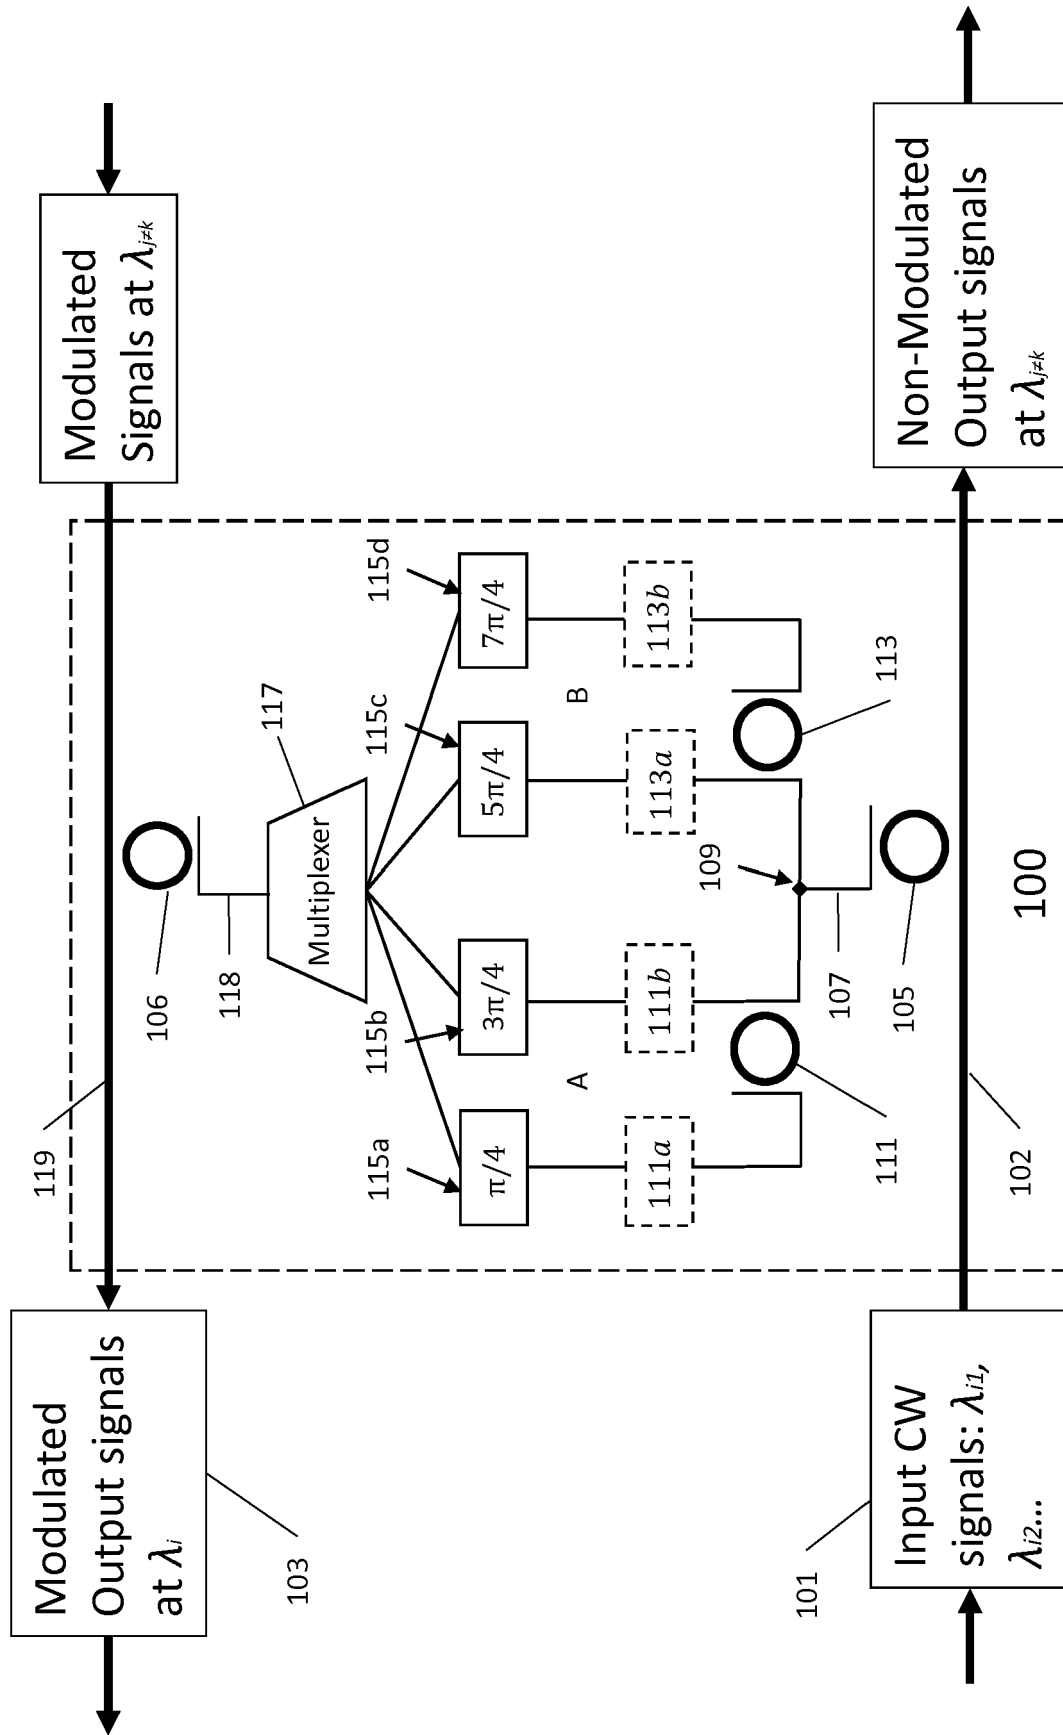 Modulated
Output signals
at λi
103
119
Modulated
Signals at λj≠k
106
118
Multiplexer
117
115a
115b
115c
115d
π/4
3π/4
5π/4
7π/4
A
B
111a
111b
113a
113b
109
111
107
113
105
102
100
101
Input CW
signals: λi1,
λi2...
Non-Modulated
Output signals
at λj≠k